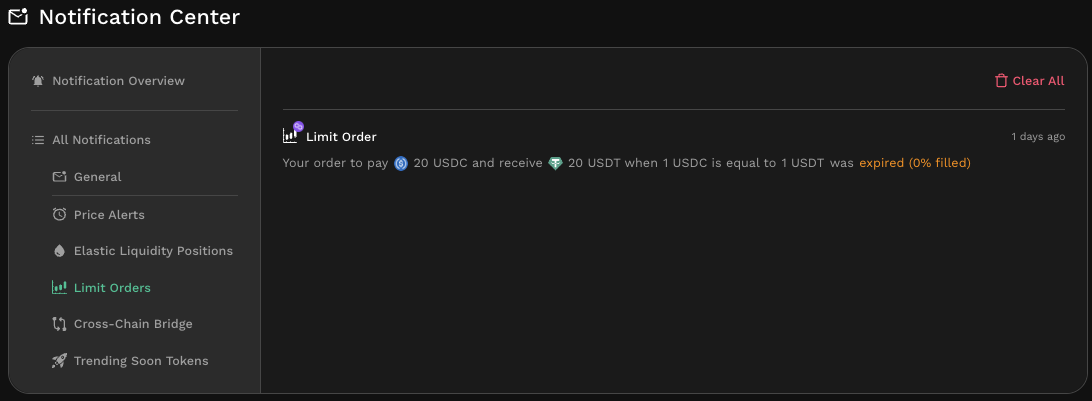 Notification Center
Notification Overview
All Notifications
General
Price Alerts
Elastic Liquidity Positions
Limit Orders
Cross-Chain Bridge
Trending Soon Tokens
Clear All
Limit Order
1 days ago
Your order to pay 20 USDC and receive 20 USDT when 1 USDC is equal to 1 USDT was expired (0% filled)